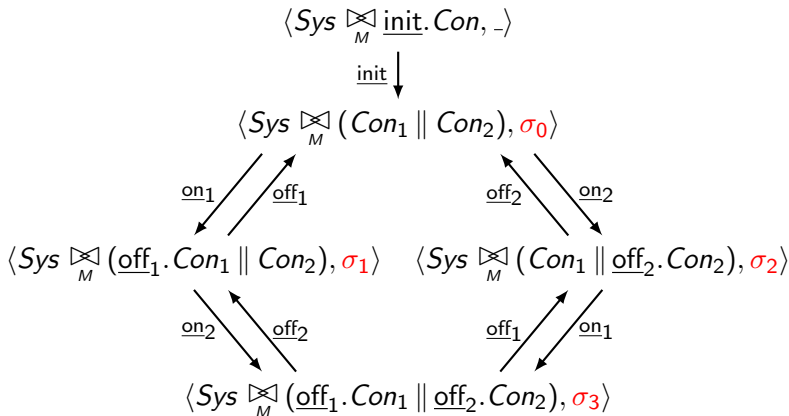 ⟨Sys ⋈_M init.Con, _⟩
init
⟨Sys ⋈_M (Con₁ ∥ Con₂), σ₀⟩
on₁ off₁ off₂ on₂
⟨Sys ⋈_M (off₁.Con₁ ∥ Con₂), σ₁⟩ ⟨Sys ⋈_M (Con₁ ∥ off₂.Con₂), σ₂⟩
on₂ off₂ off₁ on₁
⟨Sys ⋈_M (off₁.Con₁ ∥ off₂.Con₂), σ₃⟩